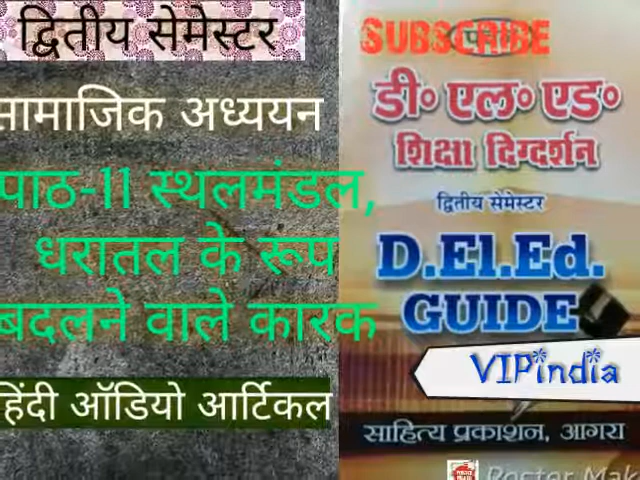 द्वितीय सेमेस्टर
सामाजिक अध्ययन
पाठ-11 स्थलमंडल,
धरातल के रूप
बदलने वाले कारक
हिंदी ऑडियो आर्टिकल
SUBSCRIBE
डी॰ एल॰ एड॰
शिक्षा दिग्दर्शन
द्वितीय सेमेस्टर
D.El.Ed.
GUIDE
VIPindia
साहित्य प्रकाशन, आगरा